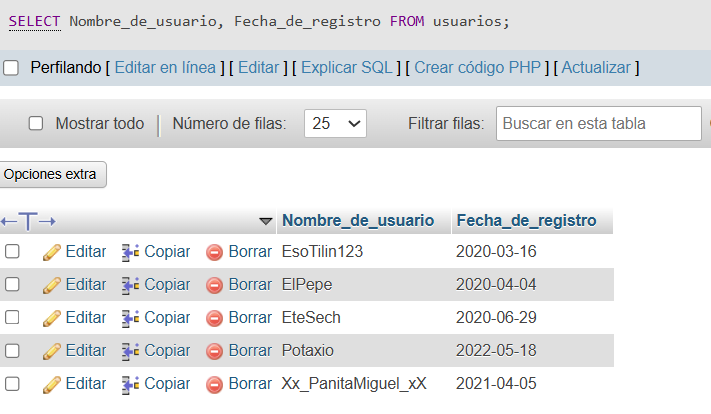 SELECT Nombre_de_usuario, Fecha_de_registro FROM usuarios;
Perfilando [ Editar en línea ] [ Editar ] [ Explicar SQL ] [ Crear código PHP ] [ Actualizar ]
Mostrar todo Número de filas: 25 Filtrar filas: Buscar en esta tabla
Opciones extra
Nombre_de_usuario Fecha_de_registro
Editar Copiar Borrar EsoTilin123 2020-03-16
Editar Copiar Borrar ElPepe 2020-04-04
Editar Copiar Borrar EteSech 2020-06-29
Editar Copiar Borrar Potaxio 2022-05-18
Editar Copiar Borrar Xx_PanitaMiguel_xX 2021-04-05